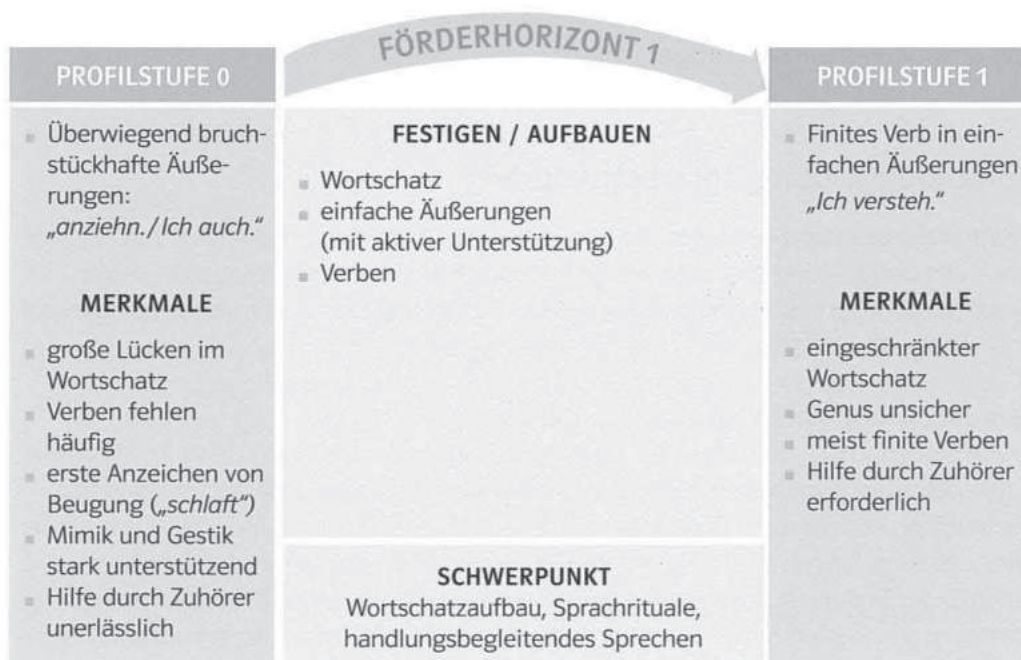 FÖRDERHORIZONT 1
PROFILSTUFE 0
Überwiegend bruch-
stückhafte Äuße-
rungen:
„anziehn./Ich auch.“
MERKMALE
große Lücken im
Wortschatz
Verben fehlen
häufig
erste Anzeichen von
Beugung („schlaft“)
Mimik und Gestik
stark unterstützend
Hilfe durch Zuhörer
unerlässlich
FESTIGEN / AUFBAUEN
Wortschatz
einfache Äußerungen
(mit aktiver Unterstützung)
Verben
SCHWERPUNKT
Wortschatzaufbau, Sprachrituale,
handlungsbegleitendes Sprechen
PROFILSTUFE 1
Finites Verb in ein-
fachen Äußerungen
„Ich versteh.“
MERKMALE
eingeschränkter
Wortschatz
Genus unsicher
meist finite Verben
Hilfe durch Zuhörer
erforderlich